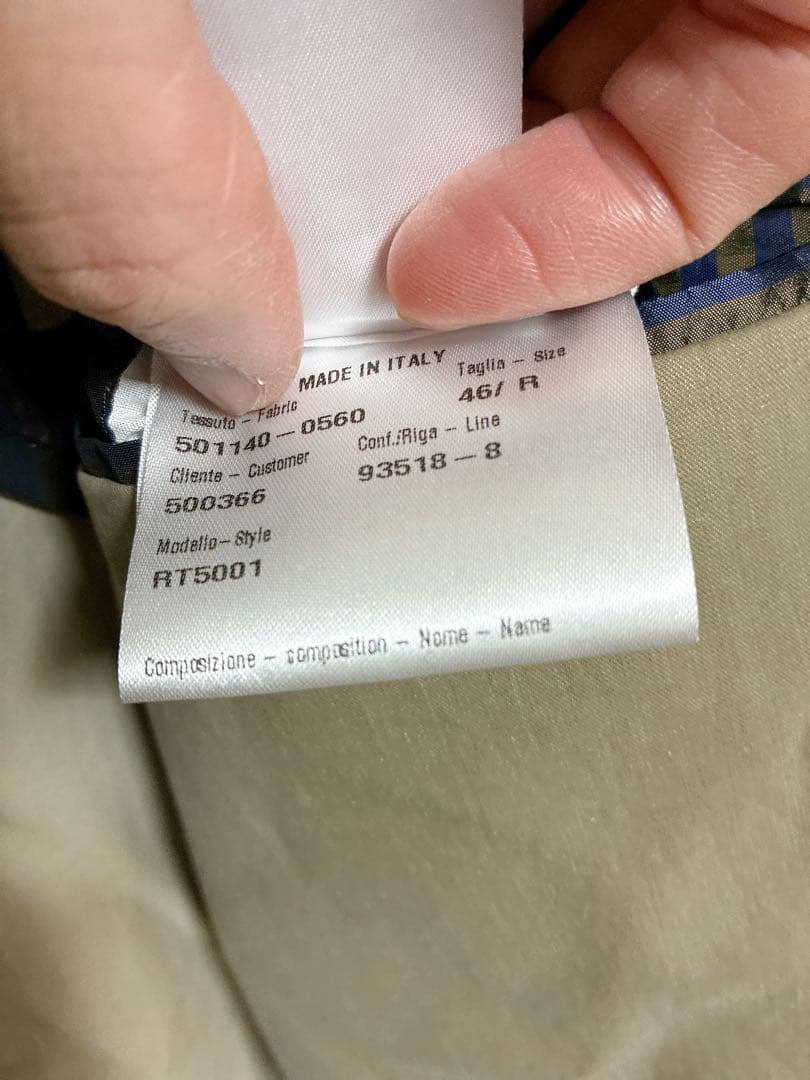 MADE IN ITALY
Taglia - Size
46/ R
Tessuto - Fabric
501140-0560
Conf./Riga - Line
93518-8
Cliente - Customer
500366
Modello-Style
RT5001
Composizione - composition - Nome - Name